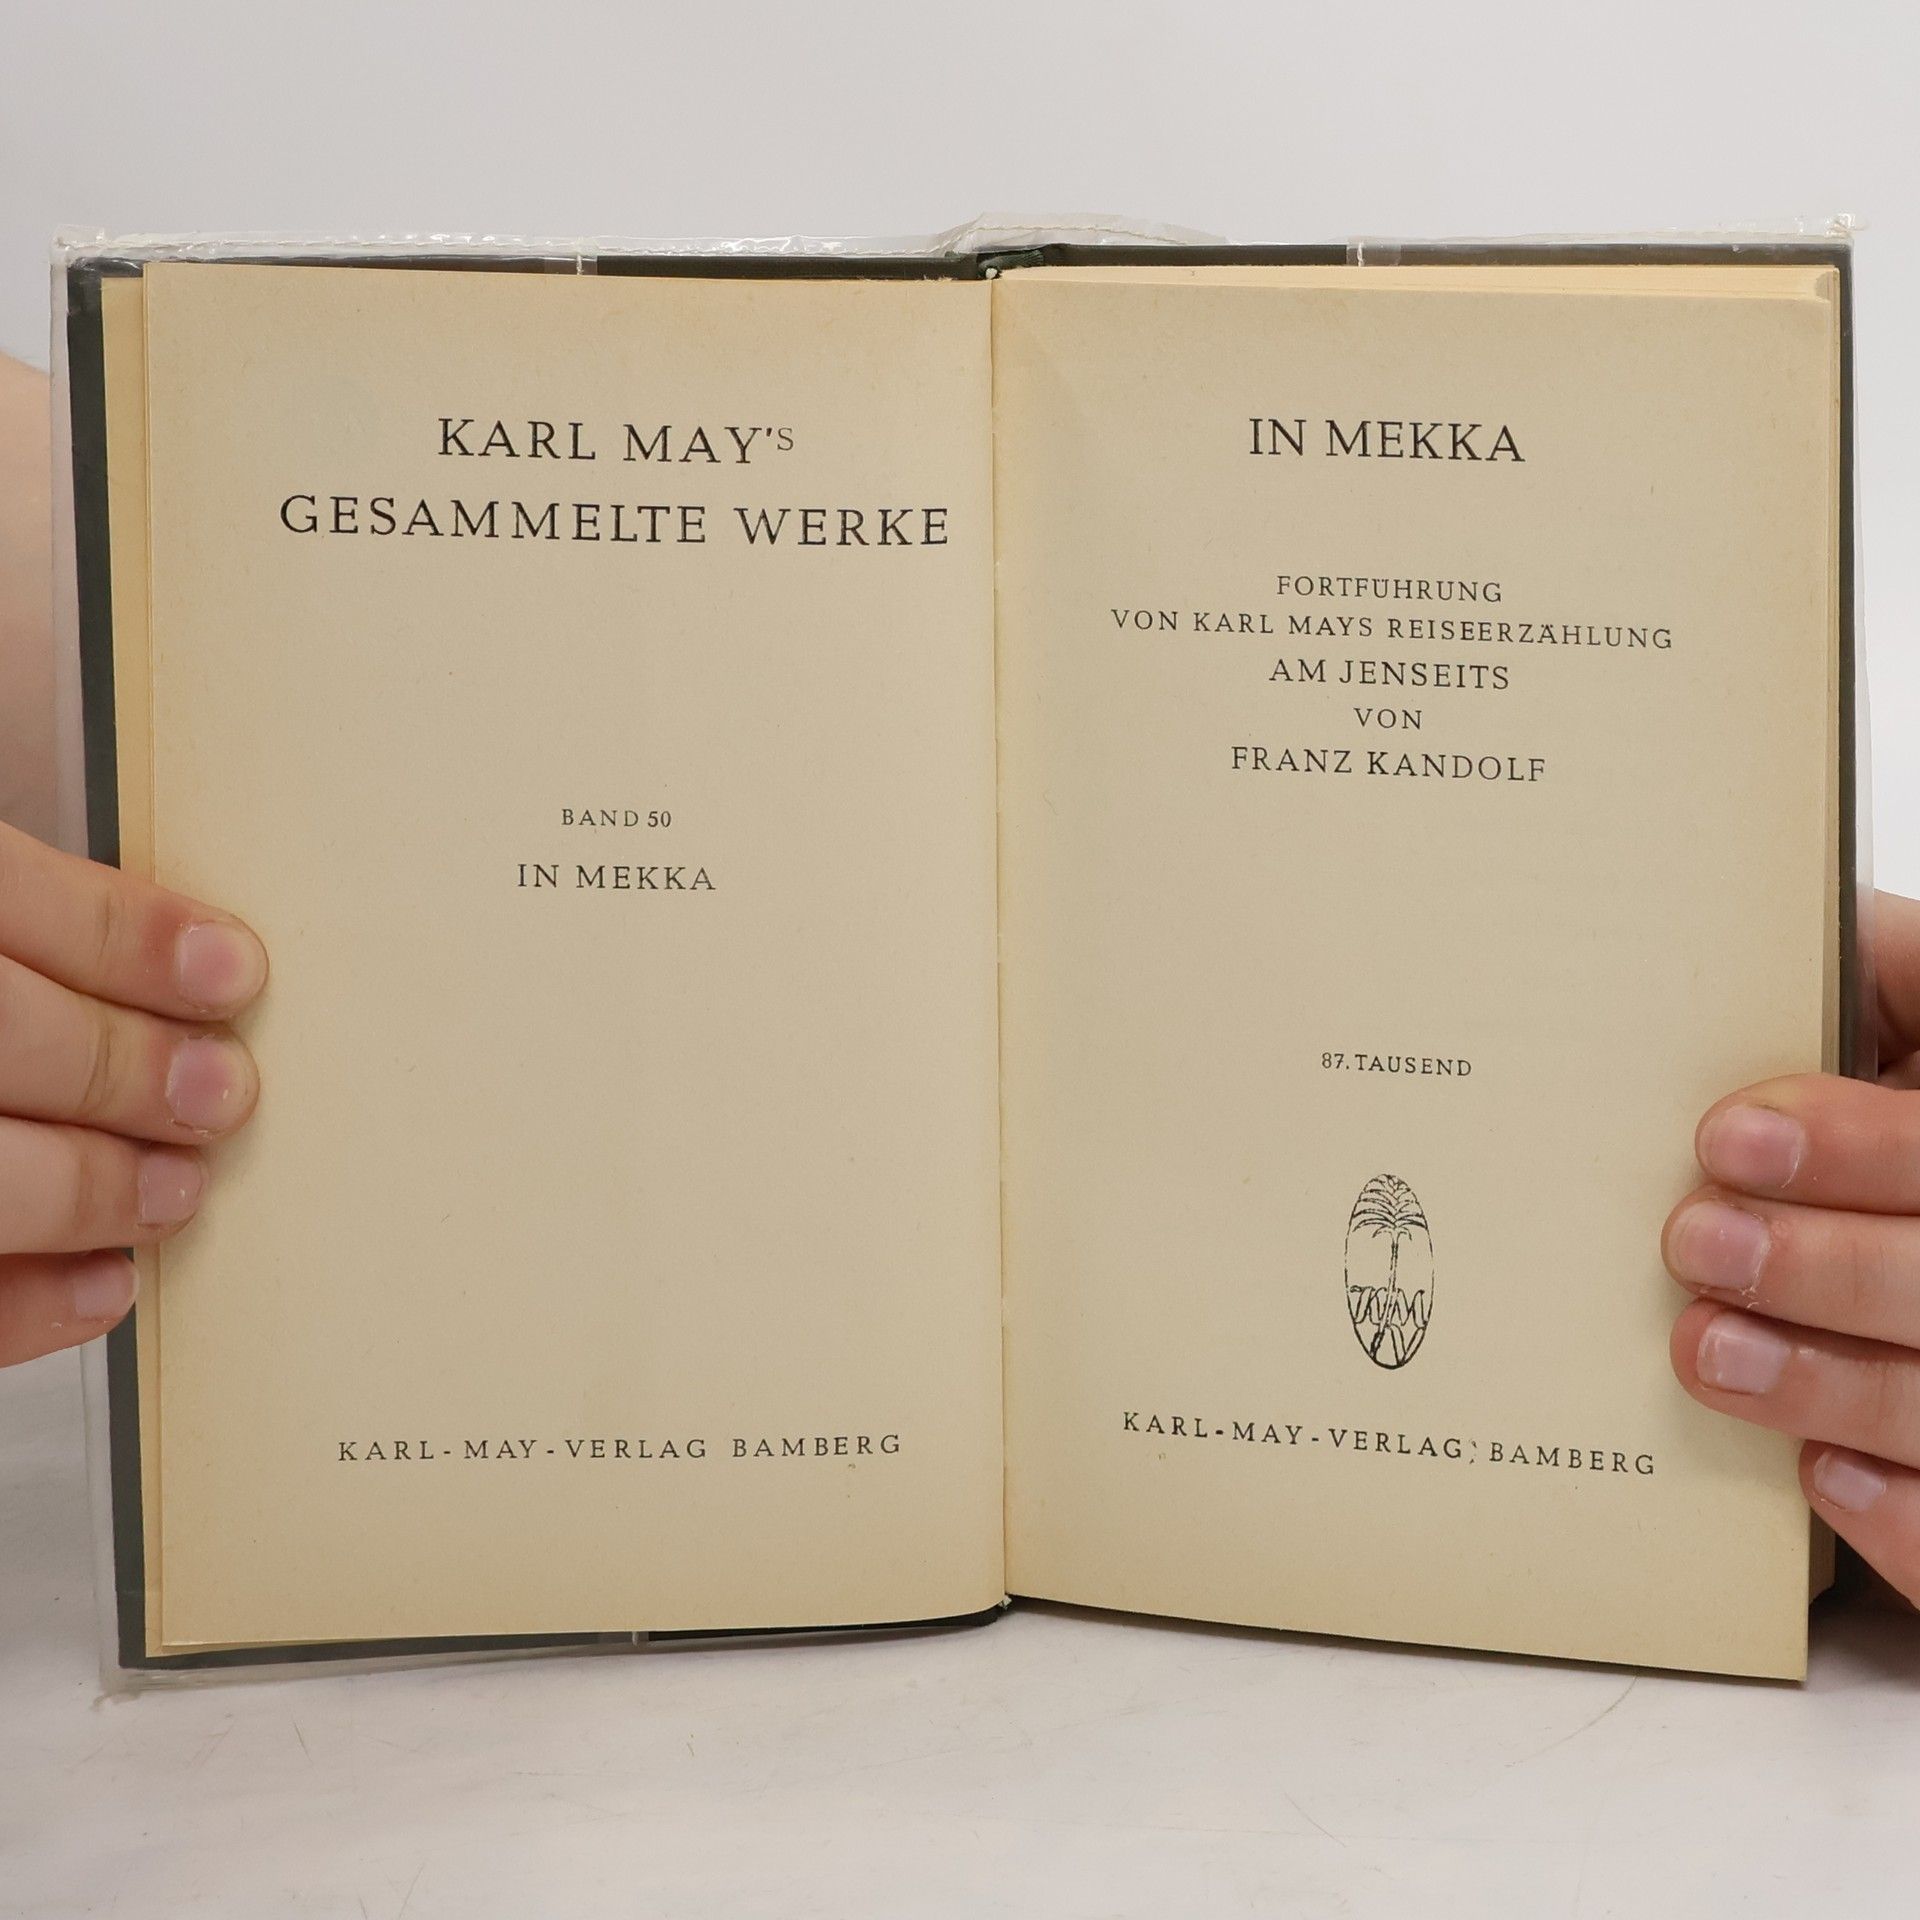 KARL MAY'S
GESAMMELTE WERKE
BAND 50
IN MEKKA
KARL-MAY-VERLAG BAMBERG
IN MEKKA
FORTFÜHRUNG
VON KARL MAYS REISEERZÄHLUNG
AM JENSEITS
VON
FRANZ KANDOLF
87. TAUSEND
KMV
KARL-MAY-VERLAG, BAMBERG